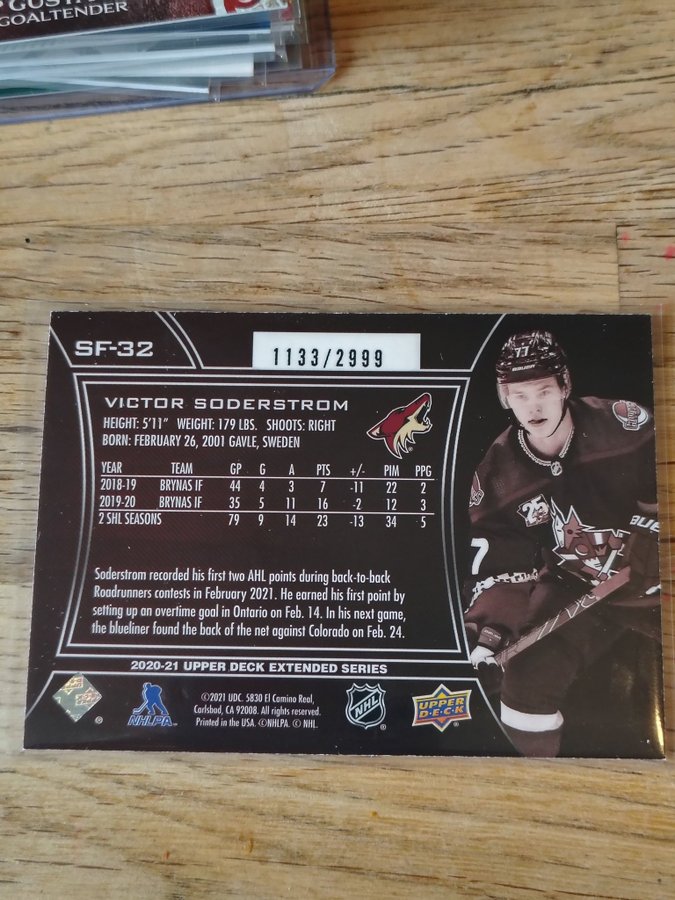 GUSTA
GOALTENDER
SF-32
1133/2999
VICTOR SODERSTROM
HEIGHT: 5'11" WEIGHT: 179 LBS. SHOOTS: RIGHT
BORN: FEBRUARY 26, 2001 GAVLE, SWEDEN
YEAR TEAM GP G A PTS +/- PIM PPG
2018-19 BRYNAS IF 44 4 3 7 -11 22 2
2019-20 BRYNAS IF 35 5 11 16 -2 12 3
2 SHL SEASONS 79 9 14 23 -13 34 5
Soderstrom recorded his first two AHL points during back-to-back
Roadrunners contests in February 2021. He earned his first point by
setting up an overtime goal in Ontario on Feb. 14. In his next game,
the blueliner found the back of the net against Colorado on Feb. 24.
2020-21 UPPER DECK EXTENDED SERIES
©2021 UDC. 5830 El Camino Real,
Carlsbad, CA 92008. All rights reserved.
Printed in the USA. ©NHLPA. © NHL.
®
NHLPA
NHL
®
UPPER
DECK
77
25
7
BAUE